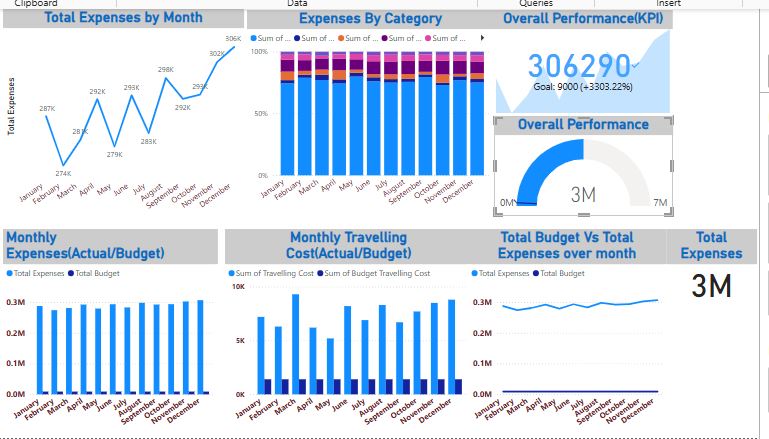 Clipboard
Data
Queries
Insert
Total Expenses by Month
Total Expenses
287K
274K
281K
292K
279K
293K
283K
298K
292K
293K
302K
306K
January
February
March
April
May
June
July
August
September
October
November
December
Expenses By Category
Sum of ...
Sum of ...
Sum of ...
Sum of ...
Sum of ...
100%
50%
0%
January
February
March
April
May
June
July
August
September
October
November
December
Overall Performance(KPI)
306290
Goal: 9000 (+3303.22%)
Overall Performance
0M
3M
7M
Monthly
Expenses(Actual/Budget)
Total Expenses
Total Budget
0.3M
0.2M
0.1M
0.0M
January
February
March
April
May
June
July
August
September
October
November
December
Monthly Travelling
Cost(Actual/Budget)
Sum of Travelling Cost
Sum of Budget Travelling Cost
10K
5K
0K
January
February
March
April
May
June
July
August
September
October
November
December
Total Budget Vs Total
Expenses over month
Total Expenses
Total Budget
0.3M
0.2M
0.1M
0.0M
January
February
March
April
May
June
July
August
September
October
November
December
Total
Expenses
3M